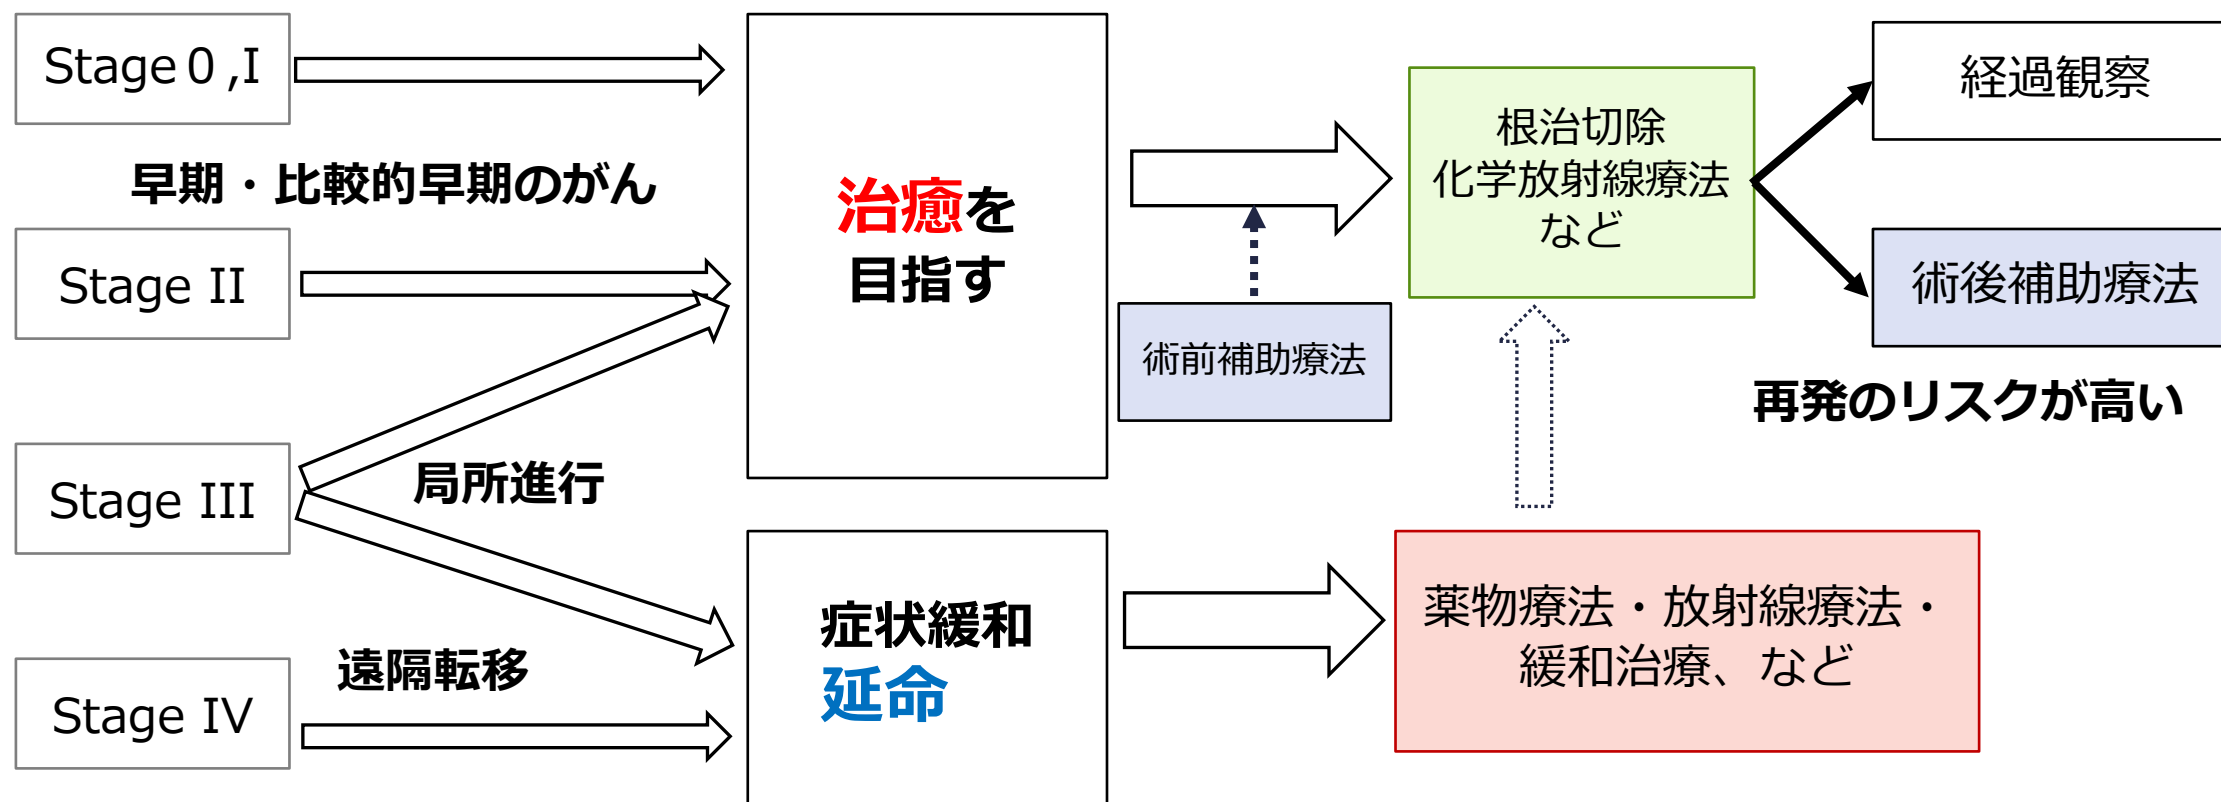 Stage 0 ,I
早期・比較的早期のがん
Stage II
Stage III
局所進行
Stage IV
遠隔転移
治癒を
目指す
症状緩和
延命
術前補助療法
根治切除
化学放射線療法
など
薬物療法・放射線療法・
緩和治療、など
経過観察
術後補助療法
再発のリスクが高い